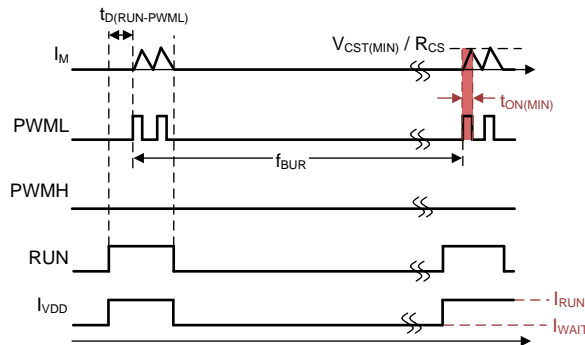 tD(RUN-PWML)
IM
VCST(MIN) / RCS
tON(MIN)
PWML
fBUR
PWMH
RUN
IVDD
IRUN
IWAIT